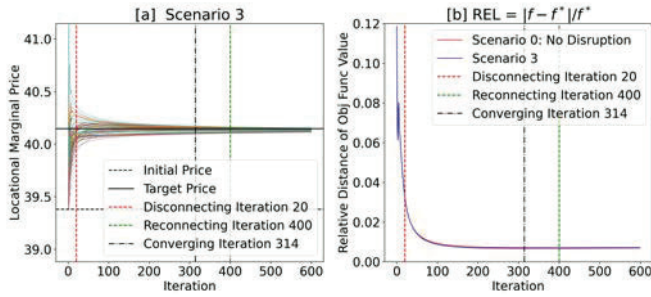 [a] Scenario 3
Locational Marginal Price
41.0
40.5
40.0
39.5
39.0
Initial Price
Target Price
Disconnecting Iteration 20
Reconnecting Iteration 400
Converging Iteration 314
0 100 200 300 400 500 600
Iteration
[b] REL = |f − f*|/f*
Relative Distance of Obj Func Value
0.12
0.10
0.08
0.06
0.04
0.02
0.00
Scenario 0: No Disruption
Scenario 3
Disconnecting Iteration 20
Reconnecting Iteration 400
Converging Iteration 314
0 100 200 300 400 500 600
Iteration